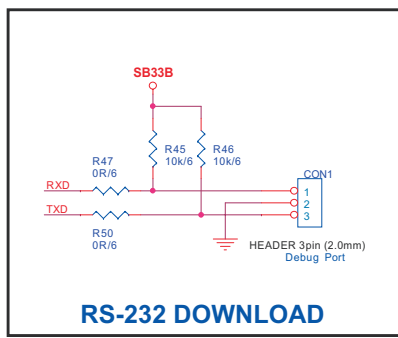 SB33B
R45
10k/6
R46
10k/6
R47
0R/6
RXD
TXD
R50
0R/6
CON1
1
2
3
HEADER 3pin (2.0mm)
Debug Port
RS-232 DOWNLOAD